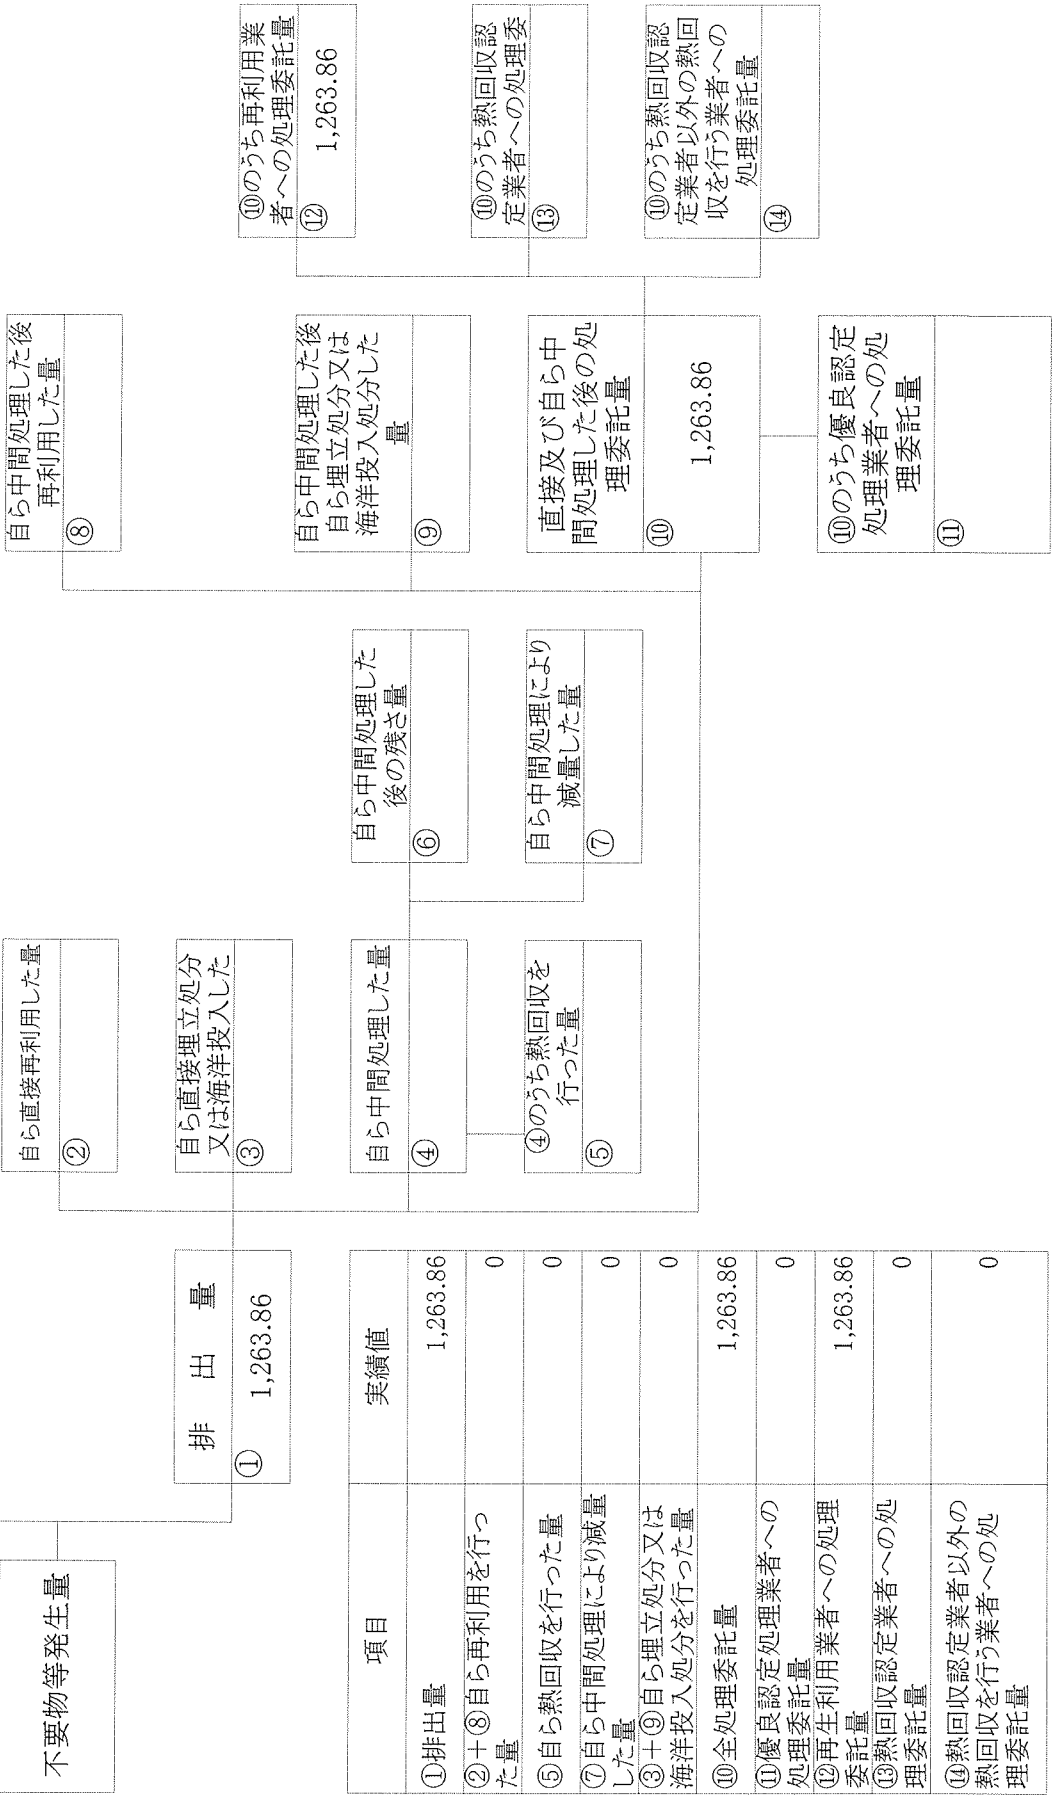 不要物等発生量
排 出 量
①
1,263.86
自ら直接再利用した量
②
自ら直接埋立処分
又は海洋投入した
③
自ら中間処理した量
④
④のうち熱回収を
行った量
⑤
自ら中間処理した
後の残さ量
⑥
自ら中間処理により
減量した量
⑦
自ら中間処理した後
再利用した量
⑧
自ら中間処理した後
自ら埋立処分又は
海洋投入処分した
量
⑨
直接及び自ら中
間処理した後の処
理委託量
⑩
1,263.86
⑩のうち優良認定
処理業者への処
理委託量
⑪
⑩のうち再利用業
者への処理委託量
⑫
1,263.86
⑩のうち熱回収認
定業者への処理委
⑬
⑩のうち熱回収認
定業者以外の熱回
収を行う業者への
処理委託量
⑭
項目
実績値
①排出量
1,263.86
②+⑧自ら再利用を行っ
た量
0
⑤自ら熱回収を行った量
0
⑦自ら中間処理により減量
した量
0
③+⑨自ら埋立処分又は
海洋投入処分を行った量
0
⑩全処理委託量
1,263.86
⑪優良認定処理業者への
処理委託量
0
⑫再生利用業者への処理
委託量
1,263.86
⑬熱回収認定業者への処
理委託量
0
⑭熱回収認定業者以外の
熱回収を行う業者への処
理委託量
0